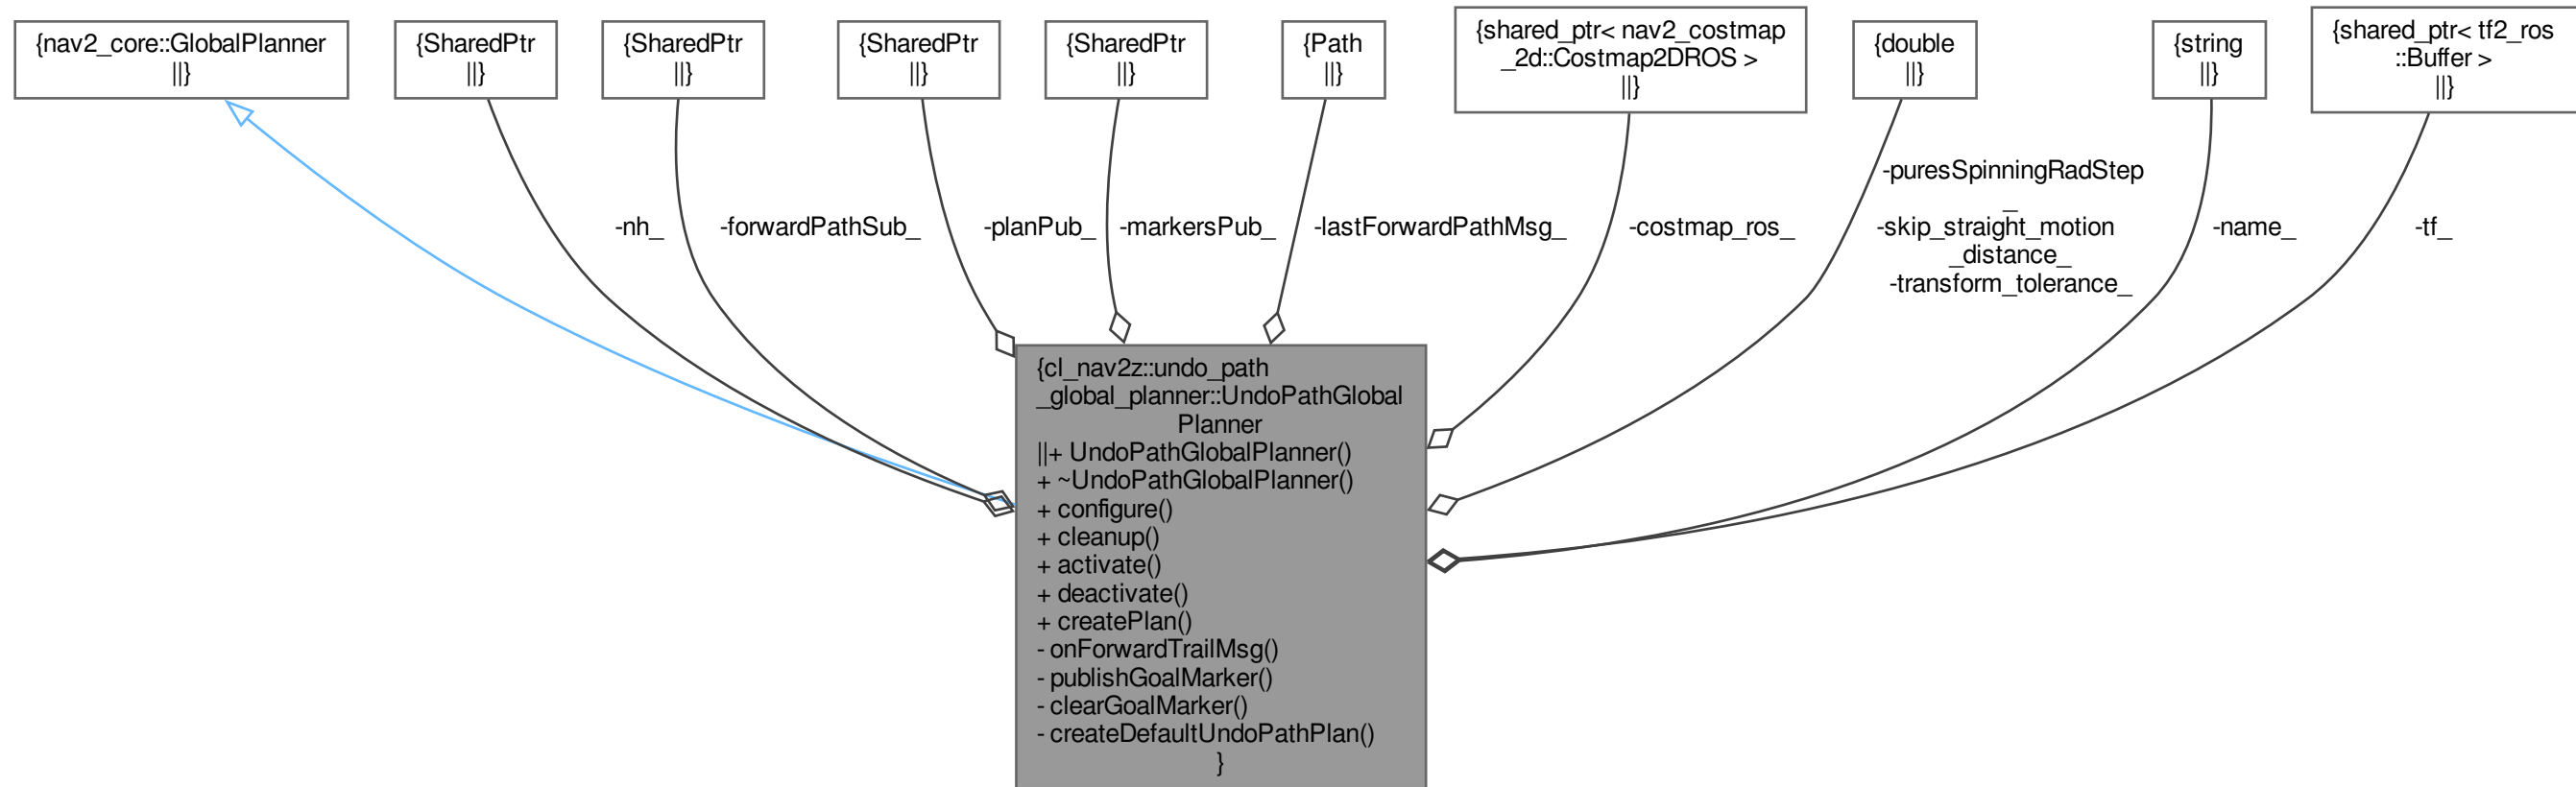 {nav2_core::GlobalPlanner
||}
{SharedPtr
||}
{SharedPtr
||}
{SharedPtr
||}
{SharedPtr
||}
{Path
||}
{shared_ptr< nav2_costmap
_2d::Costmap2DROS >
||}
{double
||}
{string
||}
{shared_ptr< tf2_ros
::Buffer >
||}
-nh_
-forwardPathSub_
-planPub_
-markersPub_
-lastForwardPathMsg_
-costmap_ros_
-puresSpinningRadStep
_
-skip_straight_motion
_distance_
-transform_tolerance_
-name_
-tf_
{cl_nav2z::undo_path
_global_planner::UndoPathGlobal
Planner
||+ UndoPathGlobalPlanner()
+ ~UndoPathGlobalPlanner()
+ configure()
+ cleanup()
+ activate()
+ deactivate()
+ createPlan()
- onForwardTrailMsg()
- publishGoalMarker()
- clearGoalMarker()
- createDefaultUndoPathPlan()
}